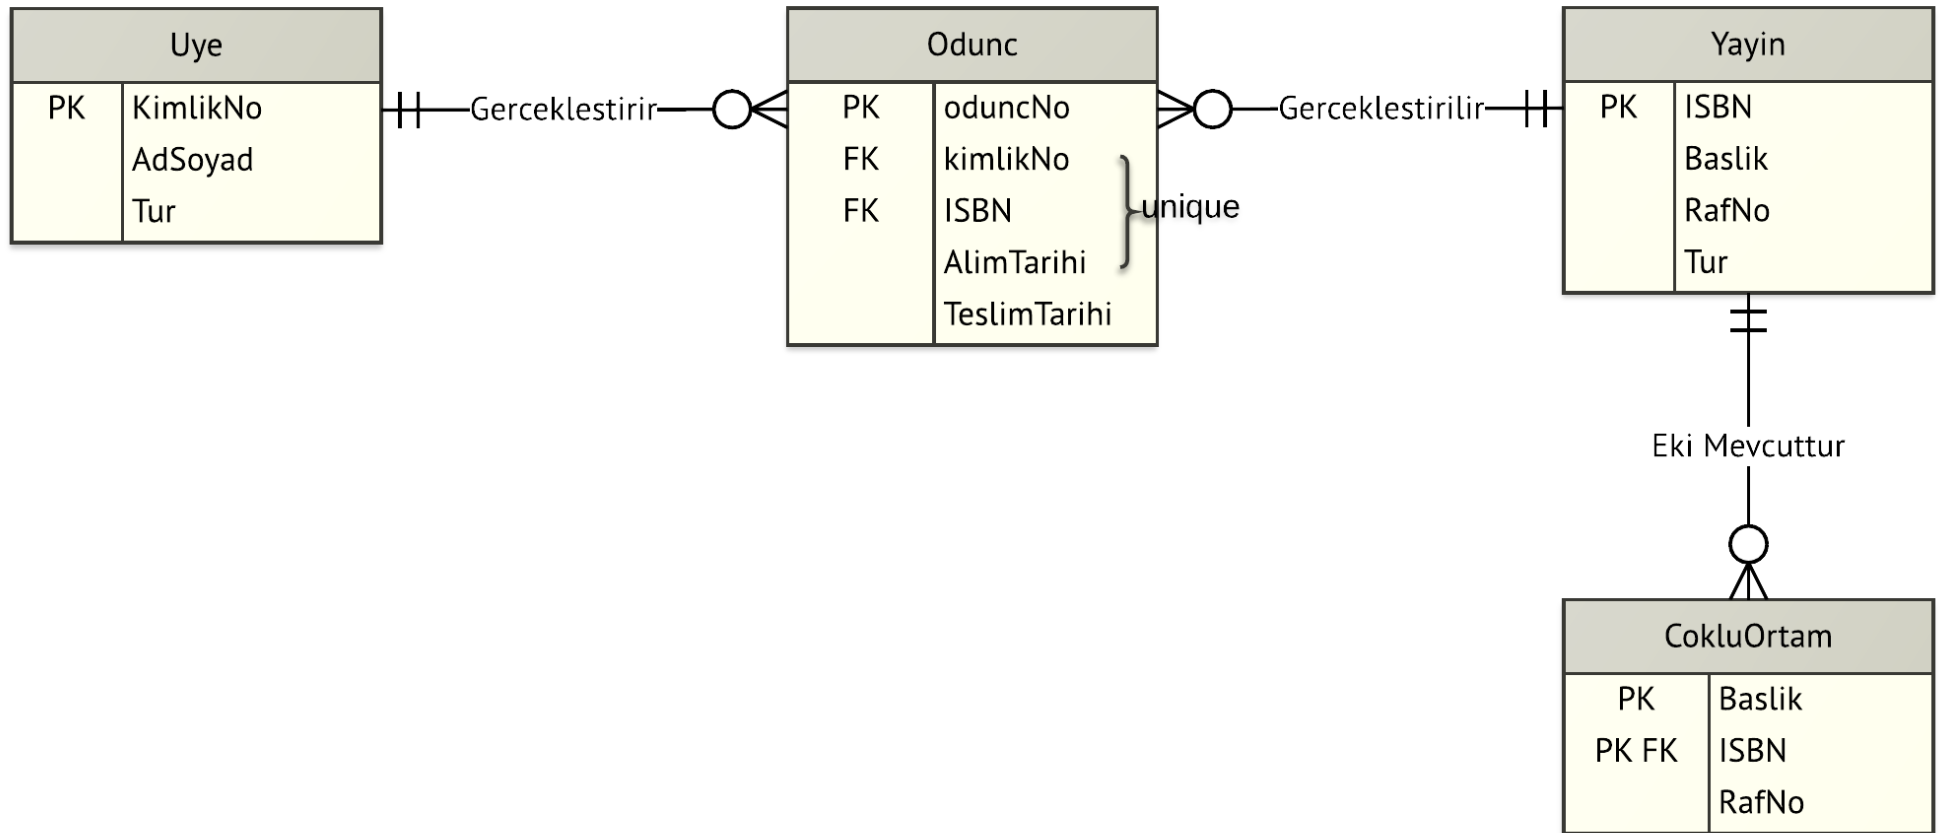 Uye
PK KimlikNo
AdSoyad
Tur
Gerceklestirir
Odunc
PK oduncNo
FK kimlikNo
FK ISBN
AlimTarihi
TeslimTarihi
unique
Gerceklestirilir
Yayin
PK ISBN
Baslik
RafNo
Tur
Eki Mevcuttur
CokluOrtam
PK Baslik
PK FK ISBN
RafNo